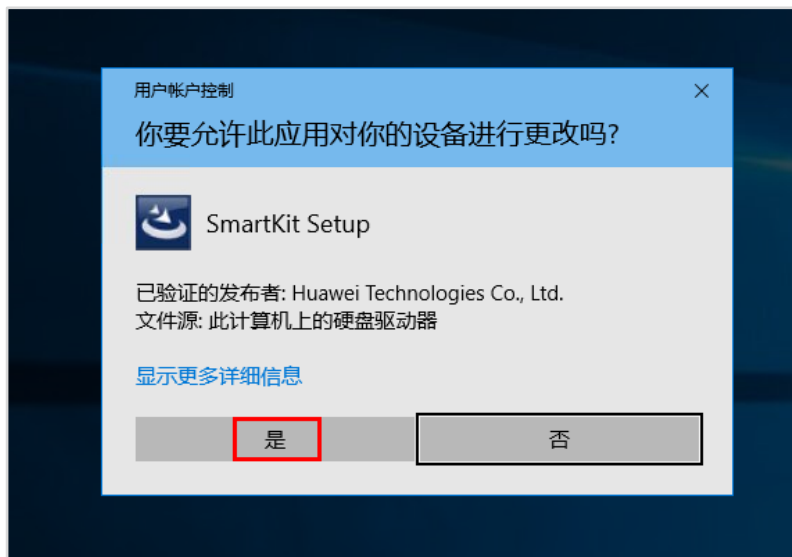 用户帐户控制
你要允许此应用对你的设备进行更改吗?
SmartKit Setup
已验证的发布者: Huawei Technologies Co., Ltd.
文件源: 此计算机上的硬盘驱动器
显示更多详细信息
是
否